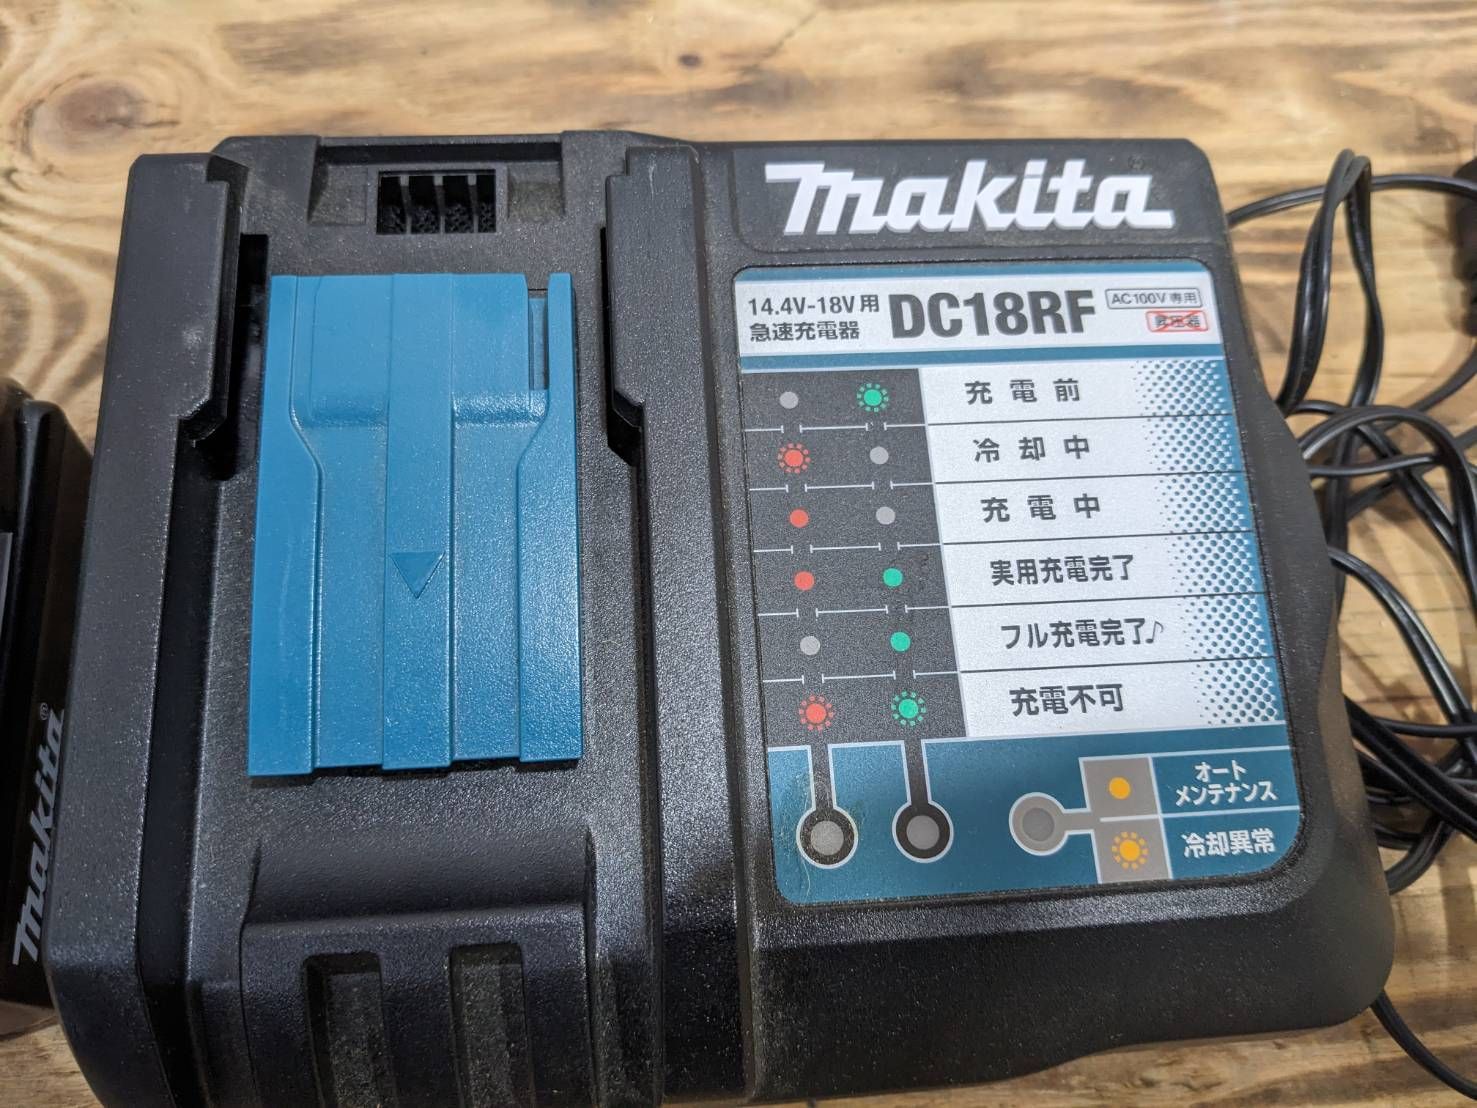 makita
14.4V-18V用
急速充電器
DC18RF
AC100V専用
昇圧器
充電前
冷却中
充電中
実用充電完了
フル充電完了♪
充電不可
オート
メンテナンス
冷却異常
makita